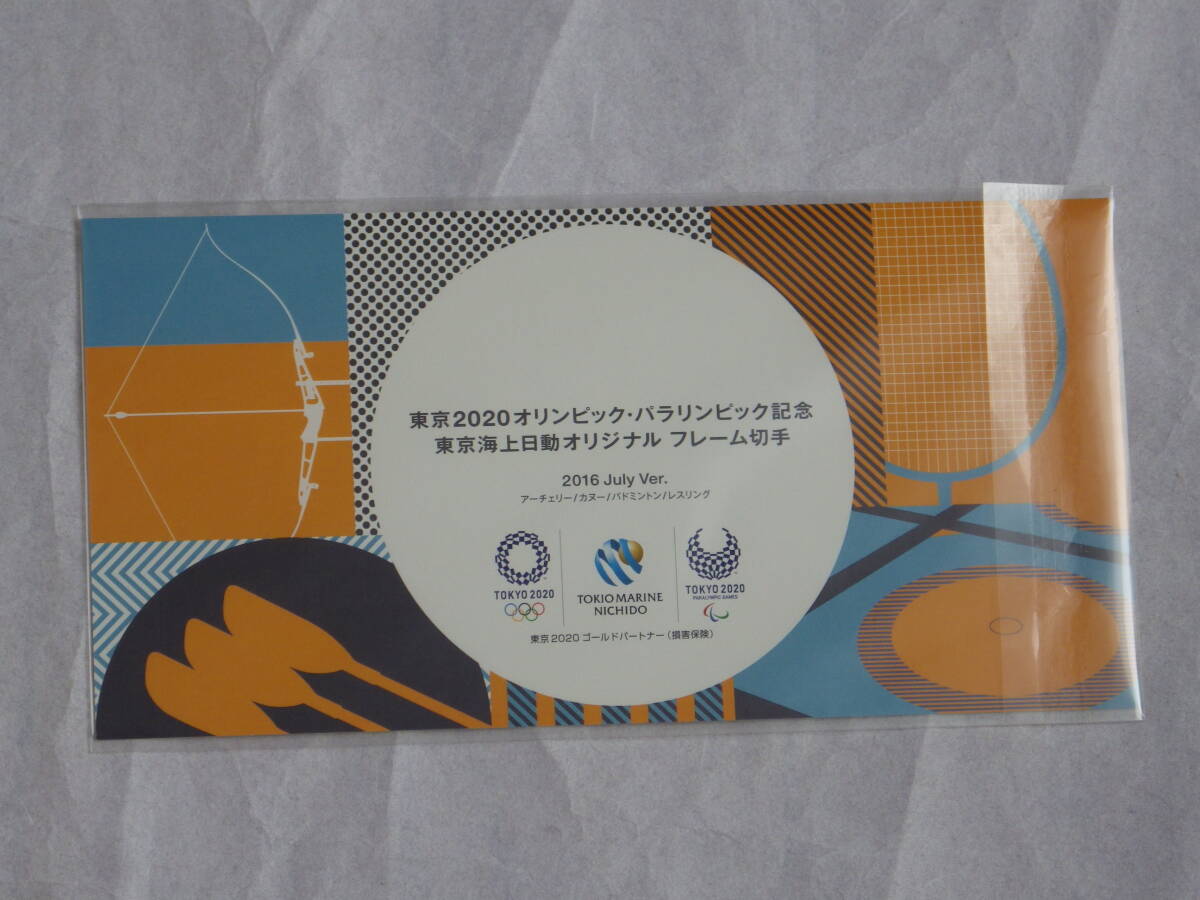 東京2020オリンピック・パラリンピック記念
東京海上日動オリジナル フレーム切手
2016 July Ver.
アーチェリー/カヌー/バドミントン/レスリング
TOKYO 2020
TOKIO MARINE
NICHIDO
TOKYO 2020
PARALYMPIC GAMES
東京2020ゴールドパートナー(損害保険)